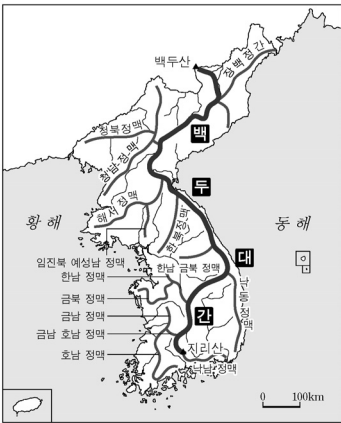 백두산
장백정간
청북정맥
백
청남정맥
두
해서정맥
황해
동해
한북정맥
대
임진북 예성남 정맥
한남 정맥
한남 금북 정맥
낙동정맥
금북 정맥
금남 정맥
간
금남 호남 정맥
지리산
호남 정맥
낙남 정맥
0 100km